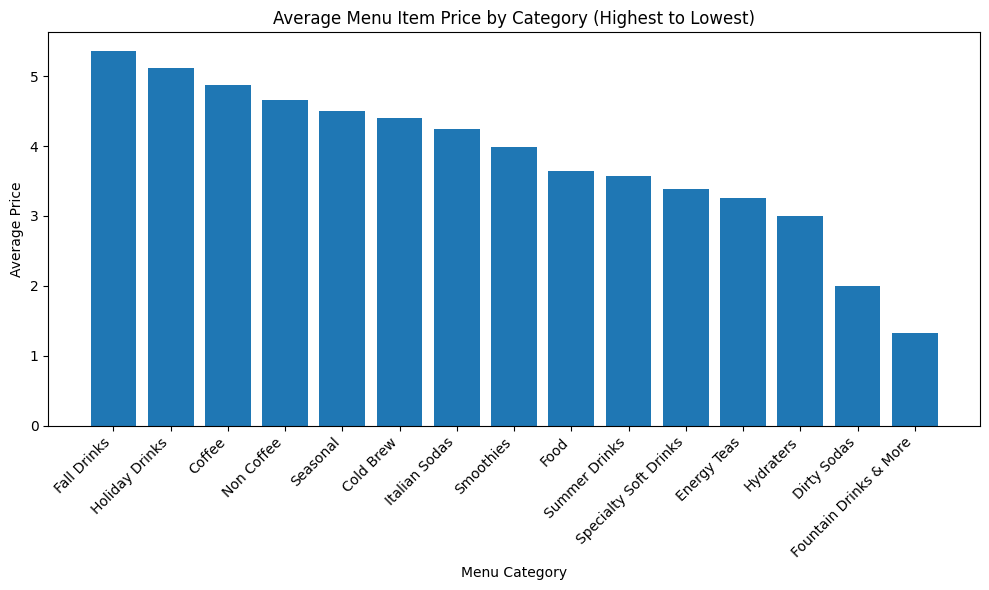 Average Menu Item Price by Category (Highest to Lowest)
Average Price
5
4
3
2
1
0
Fall Drinks
Holiday Drinks
Coffee
Non Coffee
Seasonal
Cold Brew
Italian Sodas
Smoothies
Food
Summer Drinks
Specialty Soft Drinks
Energy Teas
Hydraters
Dirty Sodas
Fountain Drinks & More
Menu Category